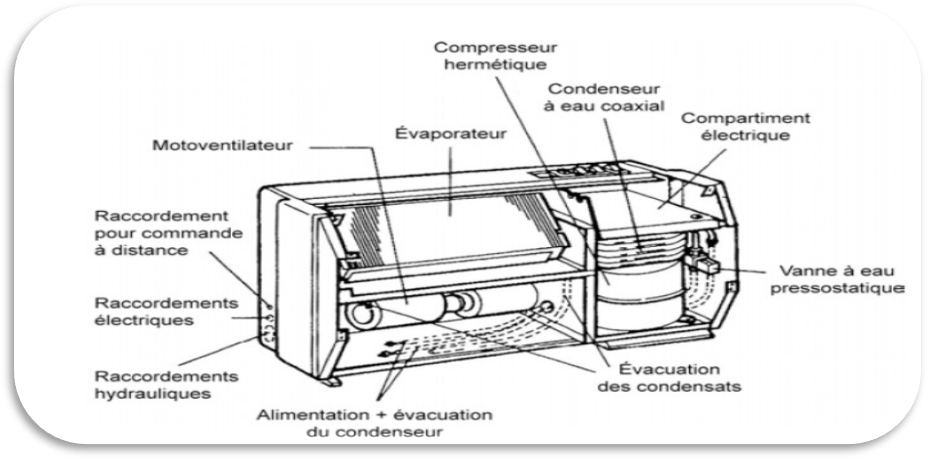 Compresseur
hermétique
Condenseur
à eau coaxial
Compartiment
électrique
Évaporateur
Motoventilateur
Raccordement
pour commande
à distance
Vanne à eau
pressostatique
Raccordements
électriques
Raccordements
hydrauliques
Évacuation
des condensats
Alimentation + évacuation
du condenseur